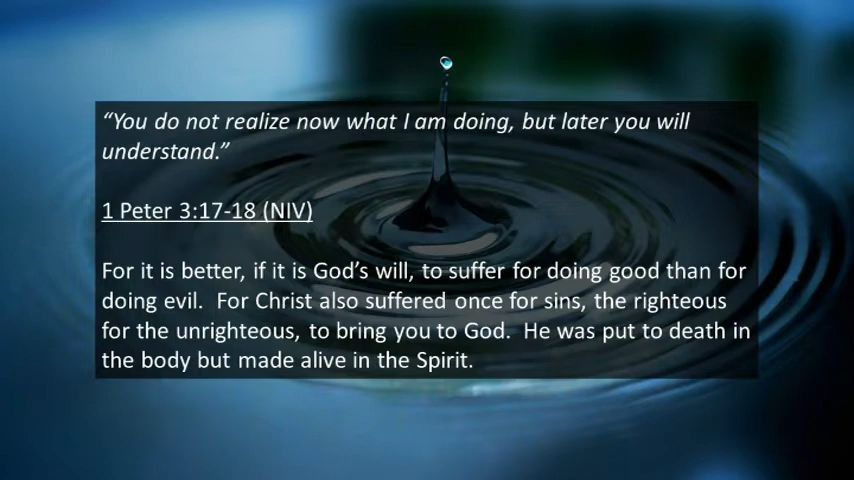 “You do not realize now what I am doing, but later you will
understand.”
1 Peter 3:17-18 (NIV)
For it is better, if it is God’s will, to suffer for doing good than for
doing evil.  For Christ also suffered once for sins, the righteous
for the unrighteous, to bring you to God.  He was put to death in
the body but made alive in the Spirit.